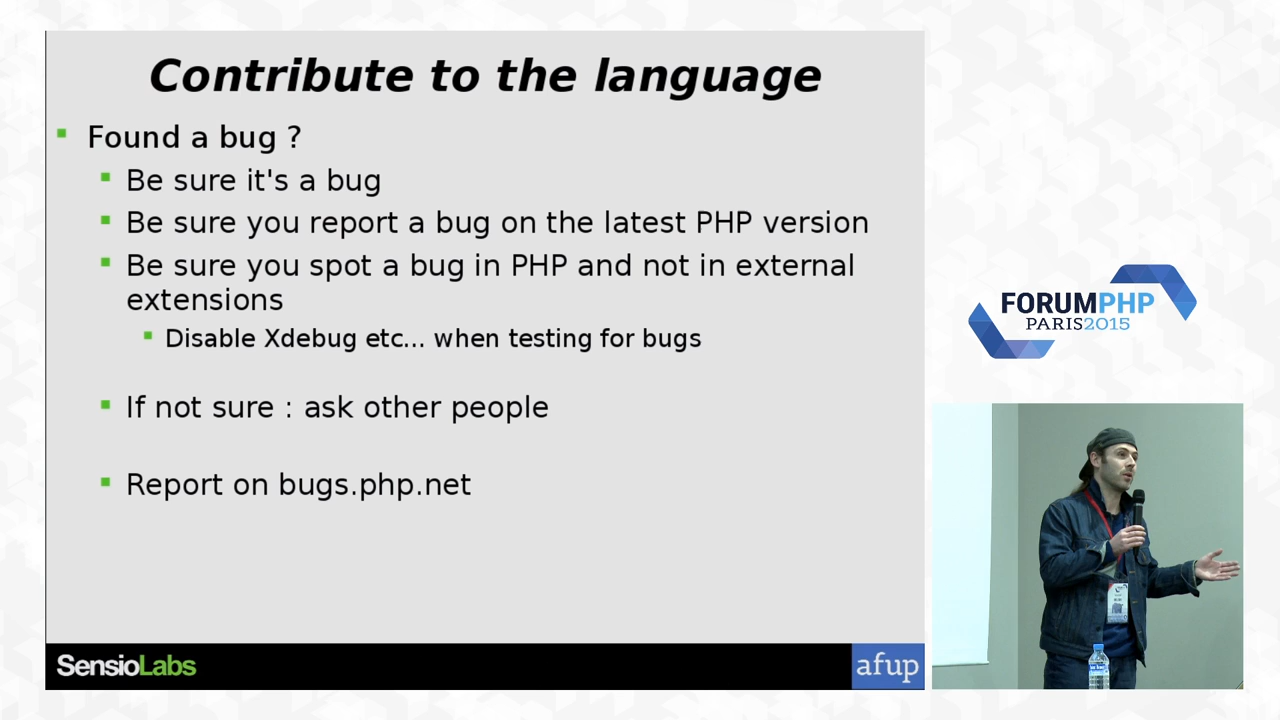 Contribute to the language
Found a bug ?
Be sure it's a bug
Be sure you report a bug on the latest PHP version
Be sure you spot a bug in PHP and not in external
extensions
Disable Xdebug etc... when testing for bugs
If not sure : ask other people
Report on bugs.php.net
SensioLabs
afup
FORUMPHP
PARIS2015